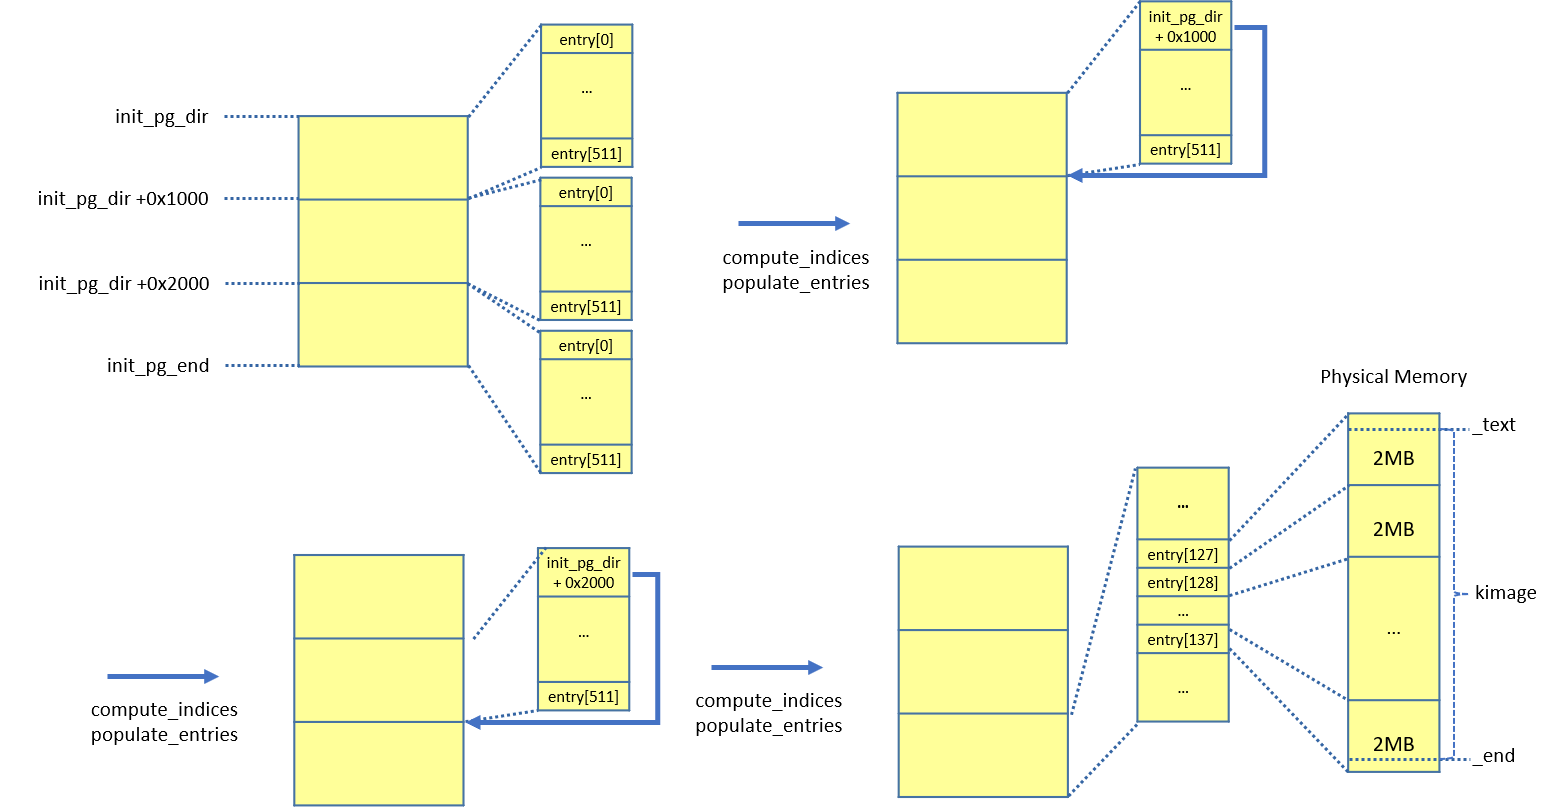 init_pg_dir
init_pg_dir +0x1000
init_pg_dir +0x2000
init_pg_end
entry[0]
...
entry[511]
entry[0]
...
entry[511]
entry[0]
...
entry[511]
compute_indices
populate_entries
init_pg_dir
+ 0x1000
...
entry[511]
compute_indices
populate_entries
init_pg_dir
+ 0x2000
...
entry[511]
compute_indices
populate_entries
...
entry[127]
entry[128]
...
entry[137]
...
Physical Memory
2MB
2MB
...
2MB
_text
kimage
_end